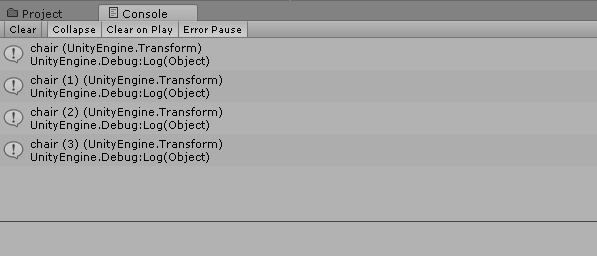 Project
Console
Clear
Collapse
Clear on Play
Error Pause
chair (UnityEngine.Transform)
UnityEngine.Debug:Log(Object)
chair (1) (UnityEngine.Transform)
UnityEngine.Debug:Log(Object)
chair (2) (UnityEngine.Transform)
UnityEngine.Debug:Log(Object)
chair (3) (UnityEngine.Transform)
UnityEngine.Debug:Log(Object)